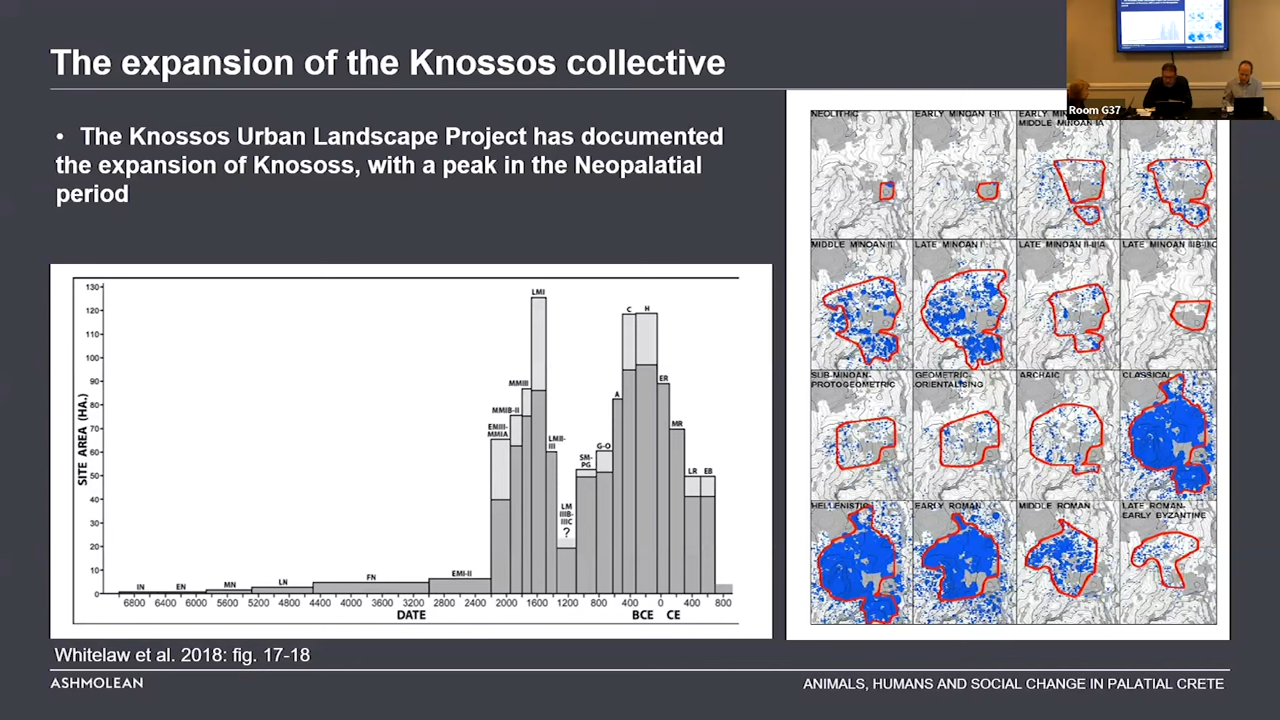 The expansion of the Knossos collective
• The Knossos Urban Landscape Project has documented
the expansion of Knososs, with a peak in the Neopalatial
period
Room G37
SITE AREA (HA.)
130
120
110
100
90
80
70
60
50
40
30
20
10
0
IN
EN
MN
LN
FN
EMI-II
EMIII-
MMIA
MMIB-II
MMIII
LMI
LMII-
III
LM
IIIB-
IIIC
?
SM-
PG
G-O
A
C
H
ER
MR
LR
EB
6800 6400 6000 5600 5200 4800 4400 4000 3600 3200 2800 2400 2000 1600 1200 800 400 0 400 800
DATE
BCE CE
NEOLITHIC
EARLY MINOAN I-II
EARLY
MIDDLE MINOAN IA
MIDDLE MINOAN III
LATE MINOAN I
LATE MINOAN II-IIIA
LATE MINOAN IIIB-IIIC
SUB-MINOAN-
PROTOGEOMETRIC
GEOMETRIC-
ORIENTALISING
ARCHAIC
CLASSICAL
HELLENISTIC
EARLY ROMAN
MIDDLE ROMAN
LATE ROMAN-
EARLY BYZANTINE
Whitelaw et al. 2018: fig. 17-18
ASHMOLEAN
ANIMALS, HUMANS AND SOCIAL CHANGE IN PALATIAL CRETE